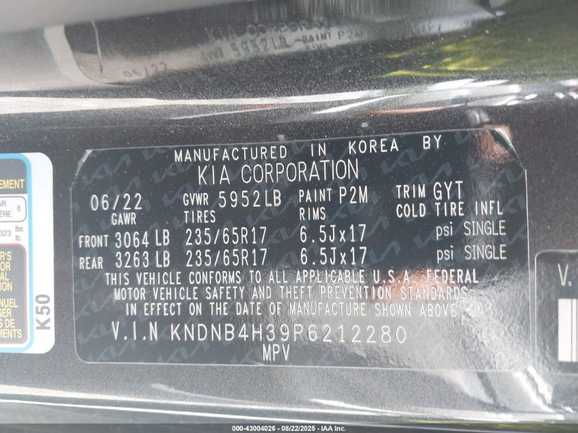 MANUFACTURED IN KOREA BY
KIA CORPORATION
06/22 GVWR 5952LB PAINT P2M TRIM GYT
GAWR TIRES RIMS COLD TIRE INFL
FRONT 3064 LB 235/65R17 6.5Jx17 psi SINGLE
REAR 3263 LB 235/65R17 6.5Jx17 psi SINGLE
THIS VEHICLE CONFORMS TO ALL APPLICABLE U.S.A. FEDERAL
MOTOR VEHICLE SAFETY AND THEFT PREVENTION STANDARDS
IN EFFECT ON THE DATE OF MANUFACTURE SHOWN ABOVE
V.I.N KNDNB4H39P6212280
MPV
K50
000-43004026 - 08/22/2025 - IAA Inc.